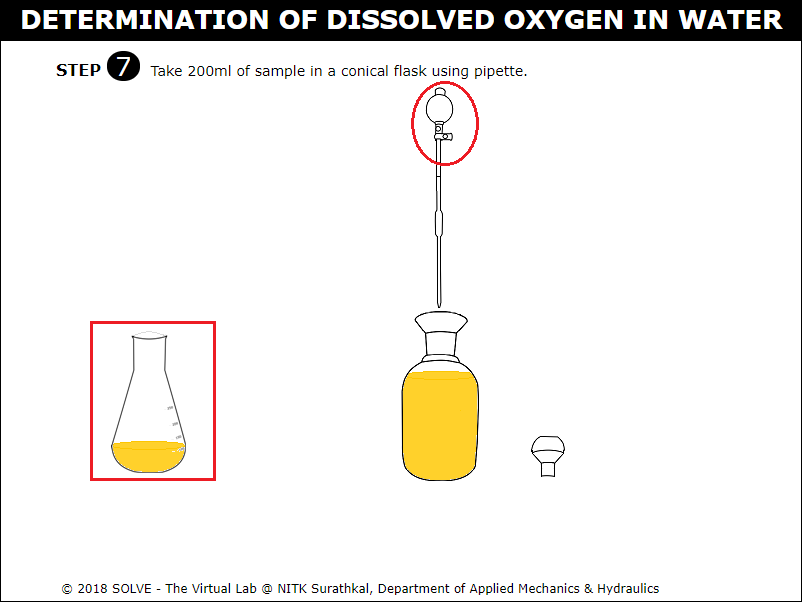 DETERMINATION OF DISSOLVED OXYGEN IN WATER
STEP 7 Take 200ml of sample in a conical flask using pipette.
© 2018 SOLVE - The Virtual Lab @ NITK Surathkal, Department of Applied Mechanics & Hydraulics